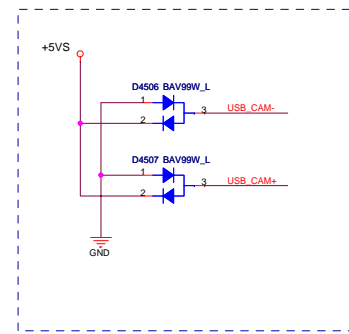 +5VS
D4506 BAV99W_L
1
3
USB_CAM-
2
D4507 BAV99W_L
1
3
USB_CAM+
2
GND